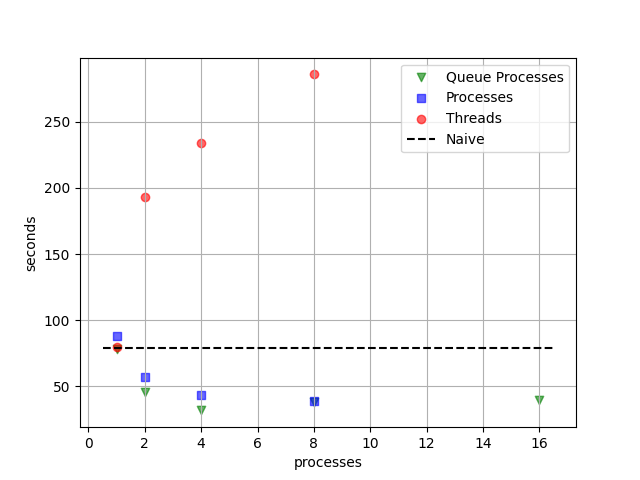 Queue Processes
Processes
Threads
Naive
seconds
250
200
150
100
50
0 2 4 6 8 10 12 14 16
processes